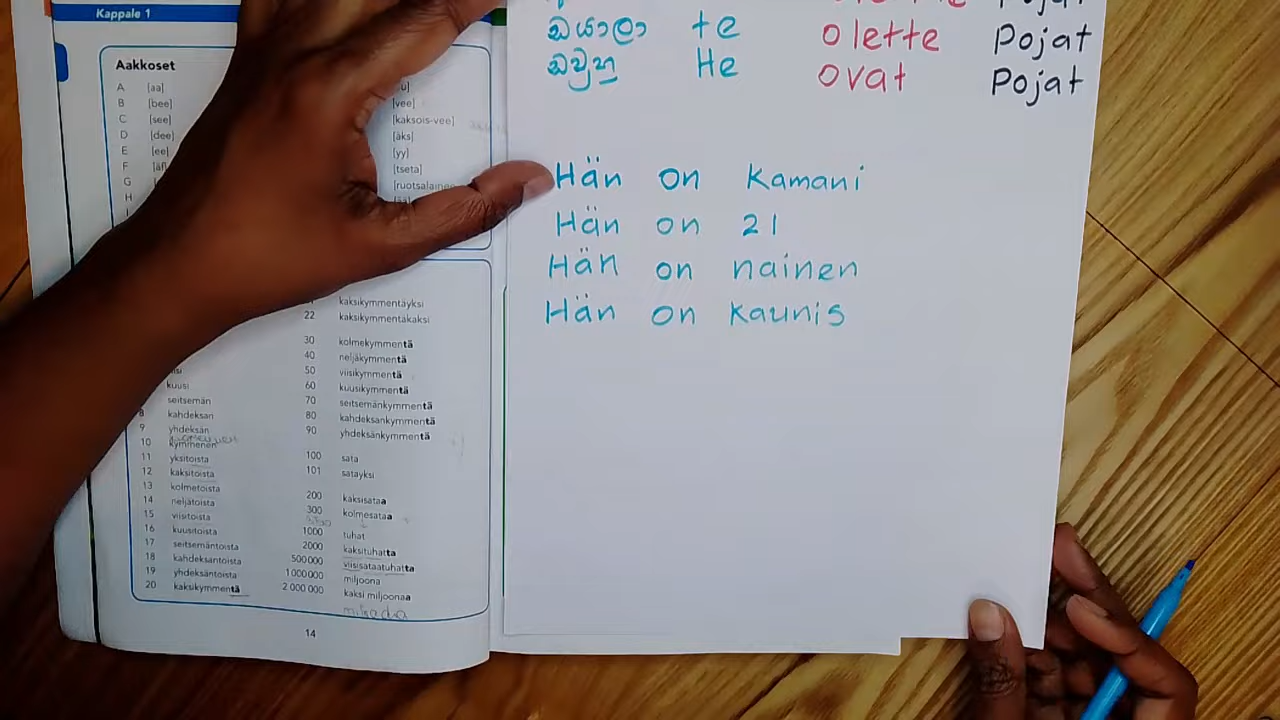 Kappale 1
Aakkoset
A [aa]
B [bee]
C [see]
D [dee]
E [ee]
F
G
H
[vee]
[kaksois-vee]
[äks]
[yy]
[tseta]
22 kaksikymmentäyksi
kaksikymmentäkaksi
30 kolmekymmentä
40 neljäkymmentä
50 viisikymmentä
60 kuusikymmentä
70 seitsemänkymmentä
80 kahdeksankymmentä
90 yhdeksänkymmentä
100 sata
101 satayksi
200 kaksisataa
300 kolmesataa
1000 tuhat
2000 kaksituhatta
500 000 viisisataatuhatta
1 000 000 miljoona
2 000 000 kaksi miljoonaa
kuusi
seitsemän
8 kahdeksan
9 yhdeksän
10 kymmenen
11 yksitoista
12 kaksitoista
13 kolmetoista
14 neljätoista
15 viisitoista
16 kuusitoista
17 seitsemäntoista
18 kahdeksantoista
19 yhdeksäntoista
20 kaksikymmentä
14
ඔයාලා te olette Pojat
ඔවුහු He ovat Pojat
Hän on Kamani
Hän on 21
Hän on nainen
Hän on kaunis